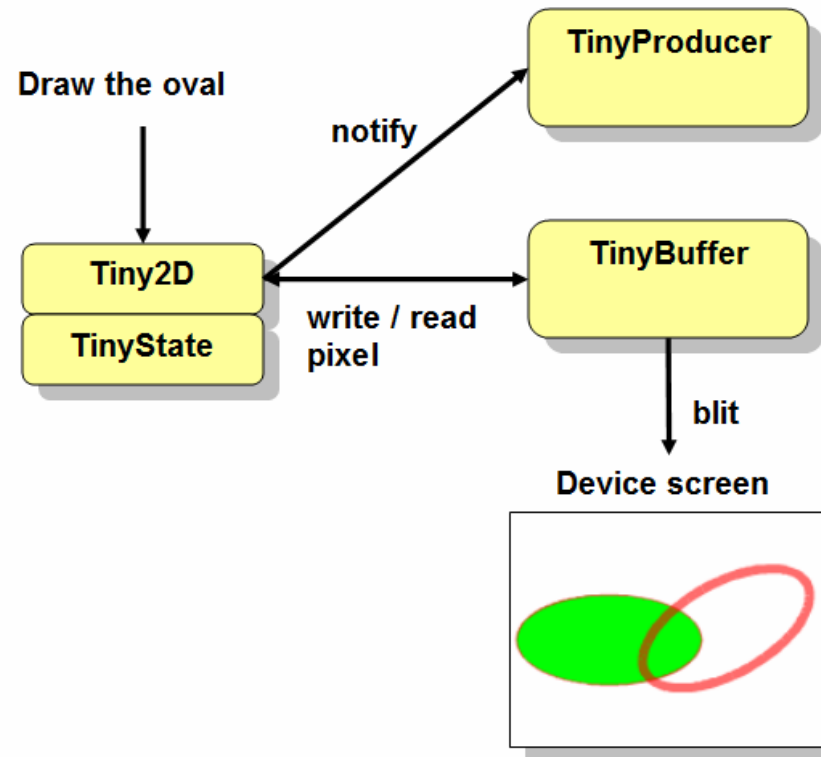 TinyProducer
Draw the oval
notify
Tiny2D
TinyBuffer
write / read
pixel
TinyState
blit
Device screen